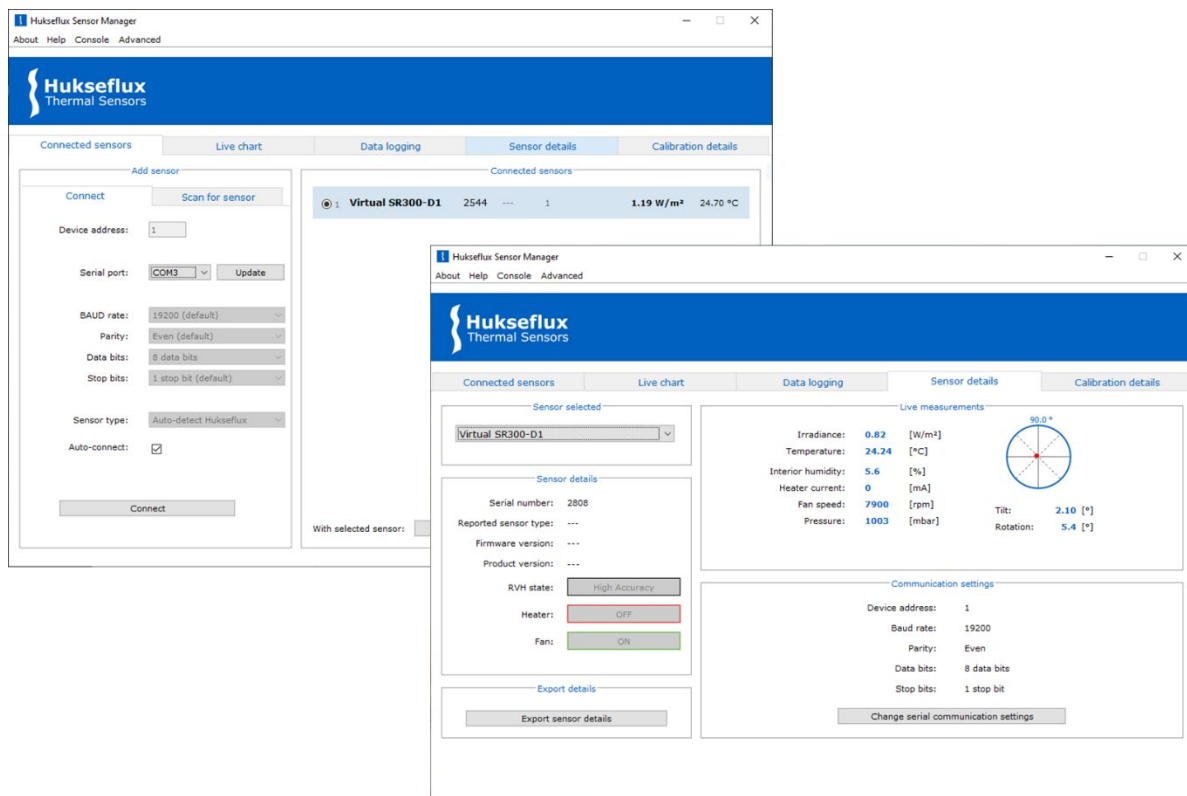 Hukseflux Sensor Manager
About Help Console Advanced
Hukseflux
Thermal Sensors
Connected sensors Live chart Data logging Sensor details Calibration details
Add sensor
Connect Scan for sensor
Device address: 1
Serial port: COM3 Update
BAUD rate: 19200 (default)
Parity: Even (default)
Data bits: 8 data bits
Stop bits: 1 stop bit (default)
Sensor type: Auto-detect Hukseflux
Auto-connect:
Connect
Connected sensors
1 Virtual SR300-D1 2544 --- 1 1.19 W/m² 24.70 °C
With selected sensor:
Hukseflux Sensor Manager
About Help Console Advanced
Hukseflux
Thermal Sensors
Connected sensors Live chart Data logging Sensor details Calibration details
Sensor selected
Virtual SR300-D1
Sensor details
Serial number: 2808
Reported sensor type: ---
Firmware version: ---
Product version: ---
RVH state: High Accuracy
Heater: OFF
Fan: ON
Export details
Export sensor details
Live measurements
Irradiance: 0.82 [W/m²]
Temperature: 24.24 [°C]
Interior humidity: 5.6 [%]
Heater current: 0 [mA]
Fan speed: 7900 [rpm]
Pressure: 1003 [mbar]
90.0 °
Tilt: 2.10 [°]
Rotation: 5.4 [°]
Communication settings
Device address: 1
Baud rate: 19200
Parity: Even
Data bits: 8 data bits
Stop bits: 1 stop bit
Change serial communication settings